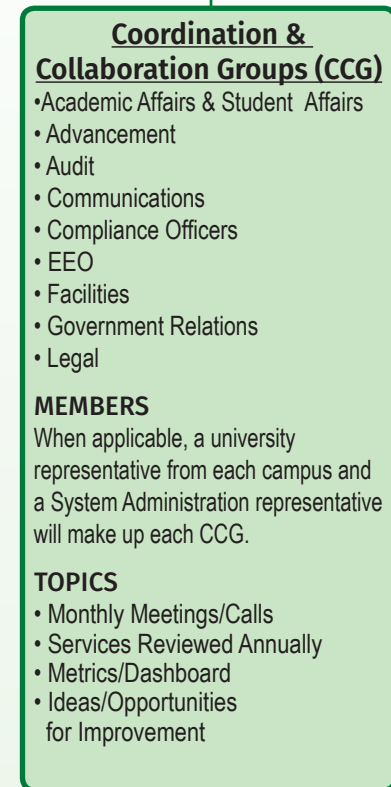 Coordination &
Collaboration Groups (CCG)
•Academic Affairs & Student Affairs
• Advancement
• Audit
• Communications
• Compliance Officers
• EEO
• Facilities
• Government Relations
• Legal
MEMBERS
When applicable, a university
representative from each campus and
a System Administration representative
will make up each CCG.
TOPICS
• Monthly Meetings/Calls
• Services Reviewed Annually
• Metrics/Dashboard
• Ideas/Opportunities
for Improvement